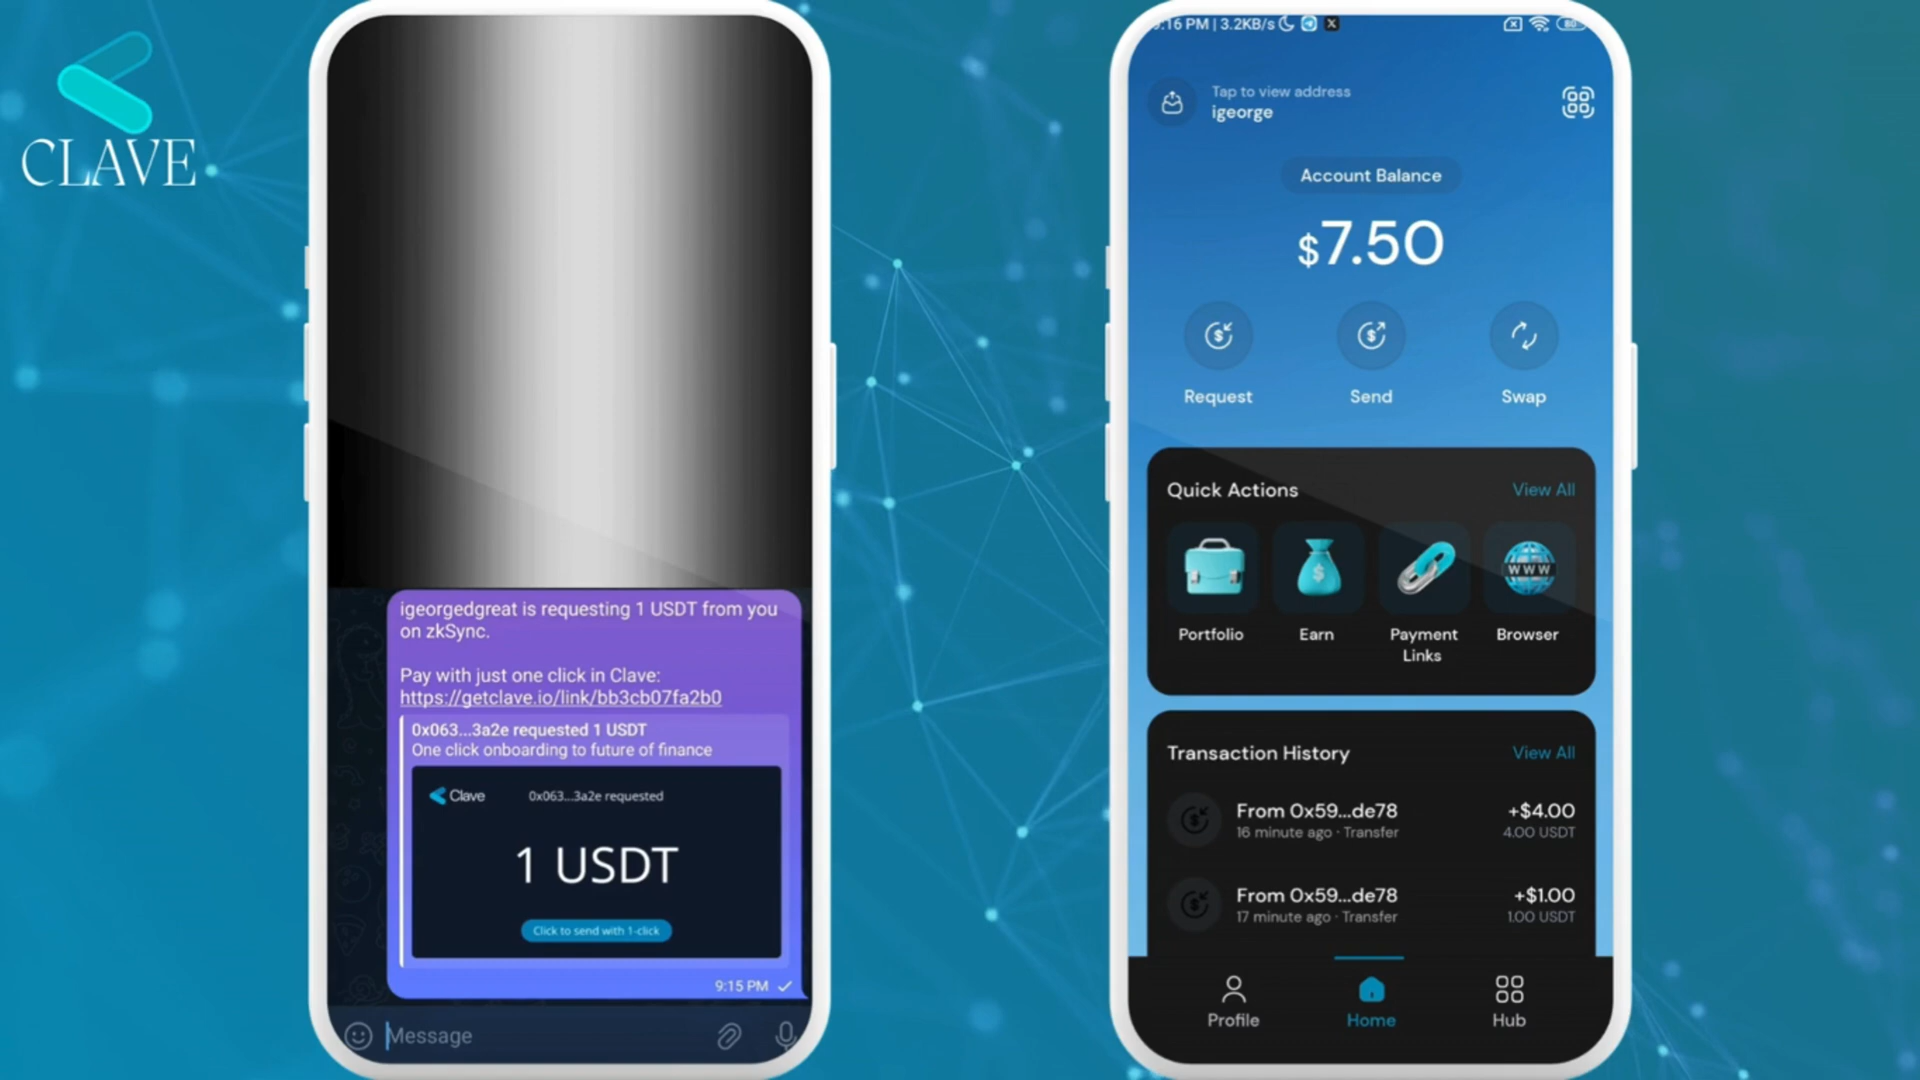 CLAVE
igeorgedgreat is requesting 1 USDT from you
on zkSync.
Pay with just one click in Clave:
https://getclave.io/link/bb3cb07fa2b0
0x063...3a2e requested 1 USDT
One click onboarding to future of finance
Clave
0x063...3a2e requested
1 USDT
Click to send with 1-click
9:15 PM
Message
:16 PM | 3.2KB/s
80
Tap to view address
igeorge
Account Balance
$7.50
Request
Send
Swap
Quick Actions
View All
WWW
Portfolio
Earn
Payment
Links
Browser
Transaction History
View All
From 0x59...de78
+$4.00
16 minute ago · Transfer
4.00 USDT
From 0x59...de78
+$1.00
17 minute ago · Transfer
1.00 USDT
Profile
Home
Hub